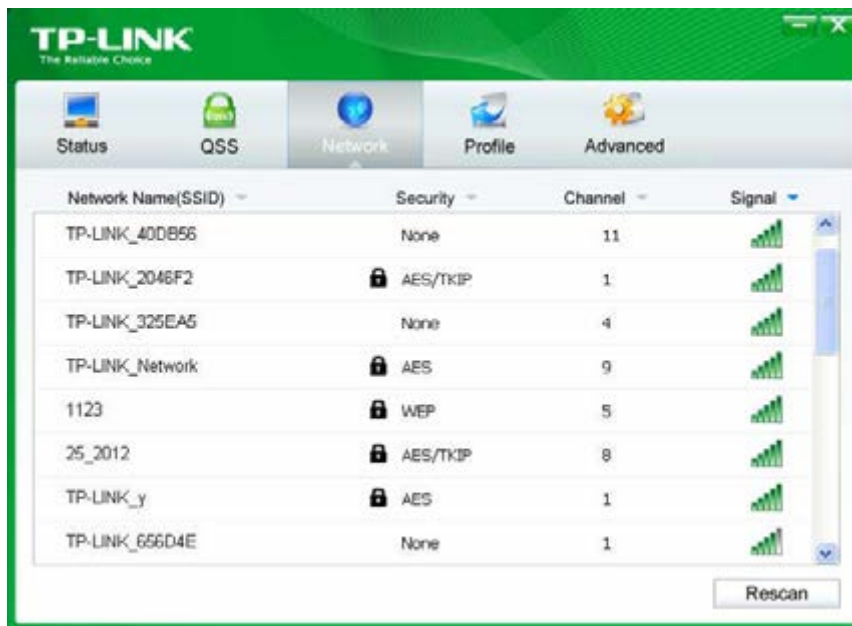 TP-LINK
The Reliable Choice
Status QSS Network Profile Advanced
Network Name(SSID) Security Channel Signal
TP-LINK_40DB56 None 11
TP-LINK_2046F2 AES/TKIP 1
TP-LINK_325EA5 None 4
TP-LINK_Network AES 9
1123 WEP 5
25_2012 AES/TKIP 8
TP-LINK_y AES 1
TP-LINK_656D4E None 1
Rescan